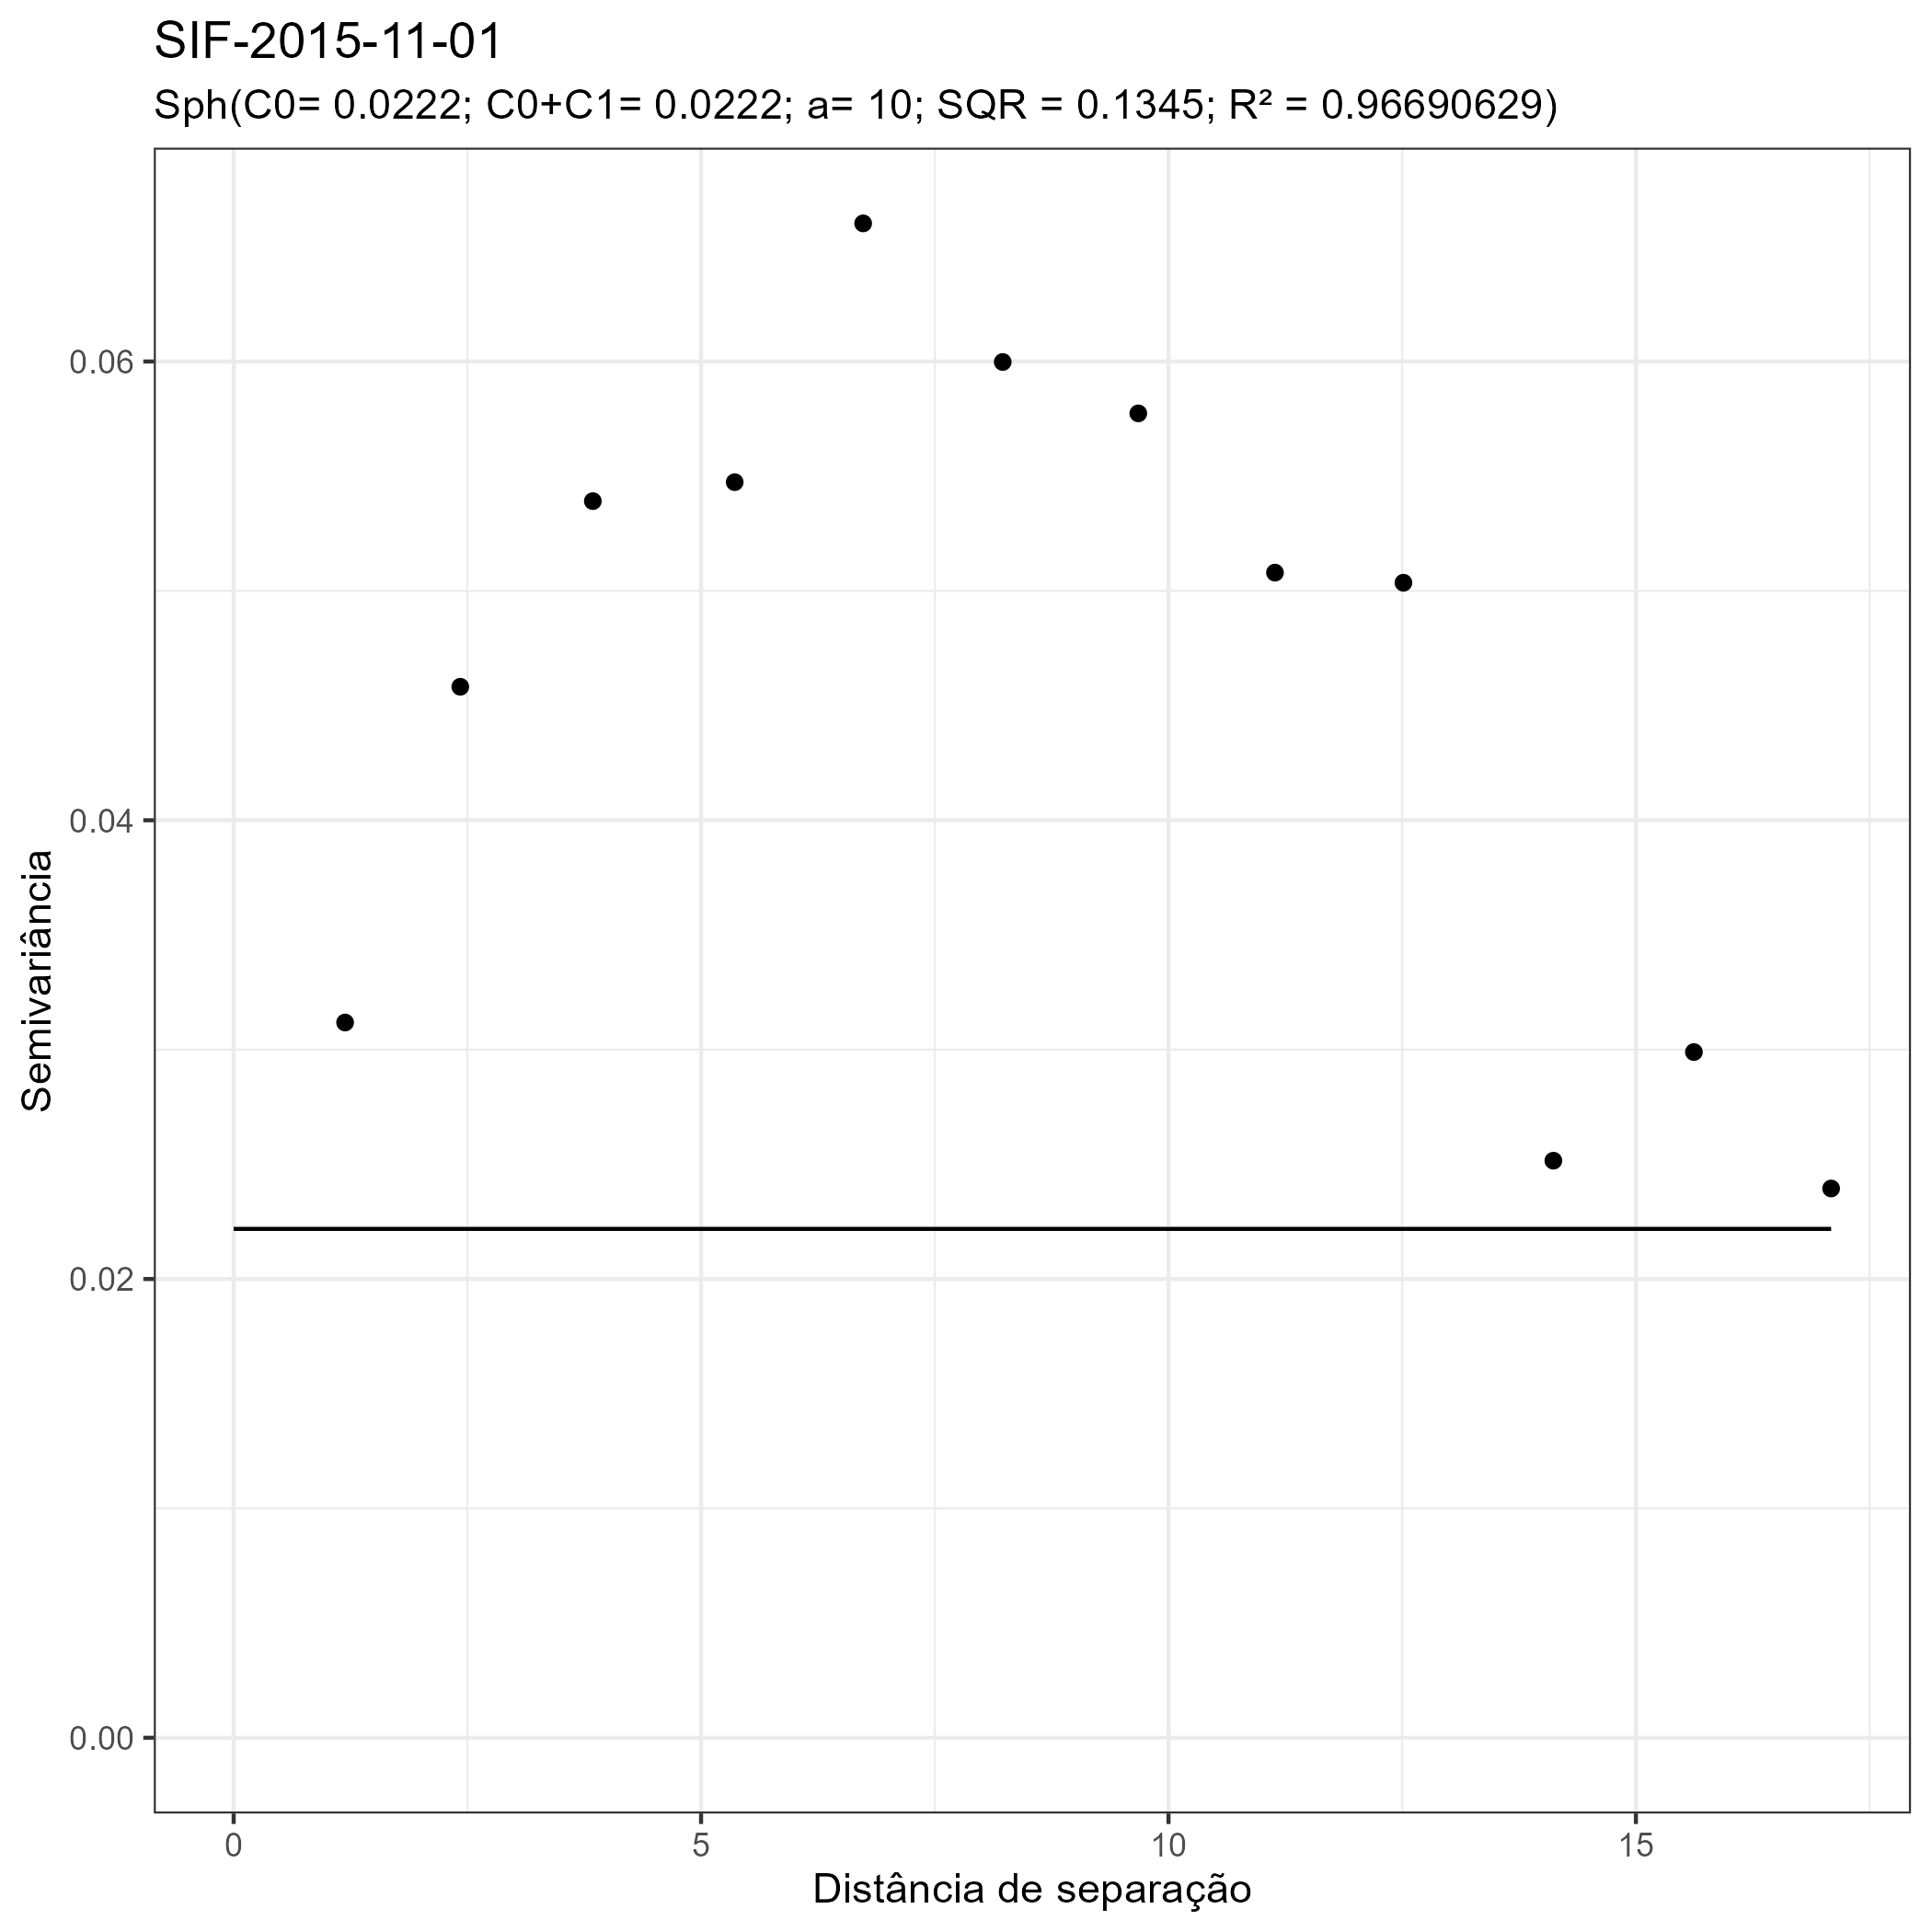 SIF-2015-11-01
Sph(C0= 0.0222; C0+C1= 0.0222; a= 10; SQR = 0.1345; R² = 0.96690629)
0.06
0.04
0.02
0.00
Semivariância
0 5 10 15
Distância de separação